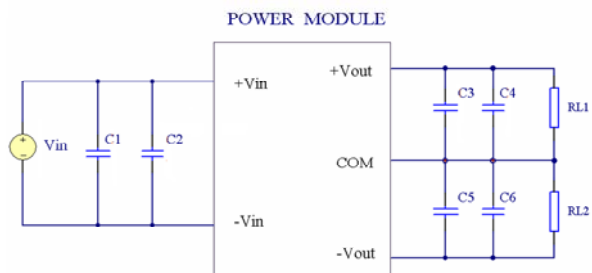 POWER MODULE
+Vin
+Vout
C3
C4
RL1
C1
C2
Vin
COM
C5
C6
RL2
-Vin
-Vout